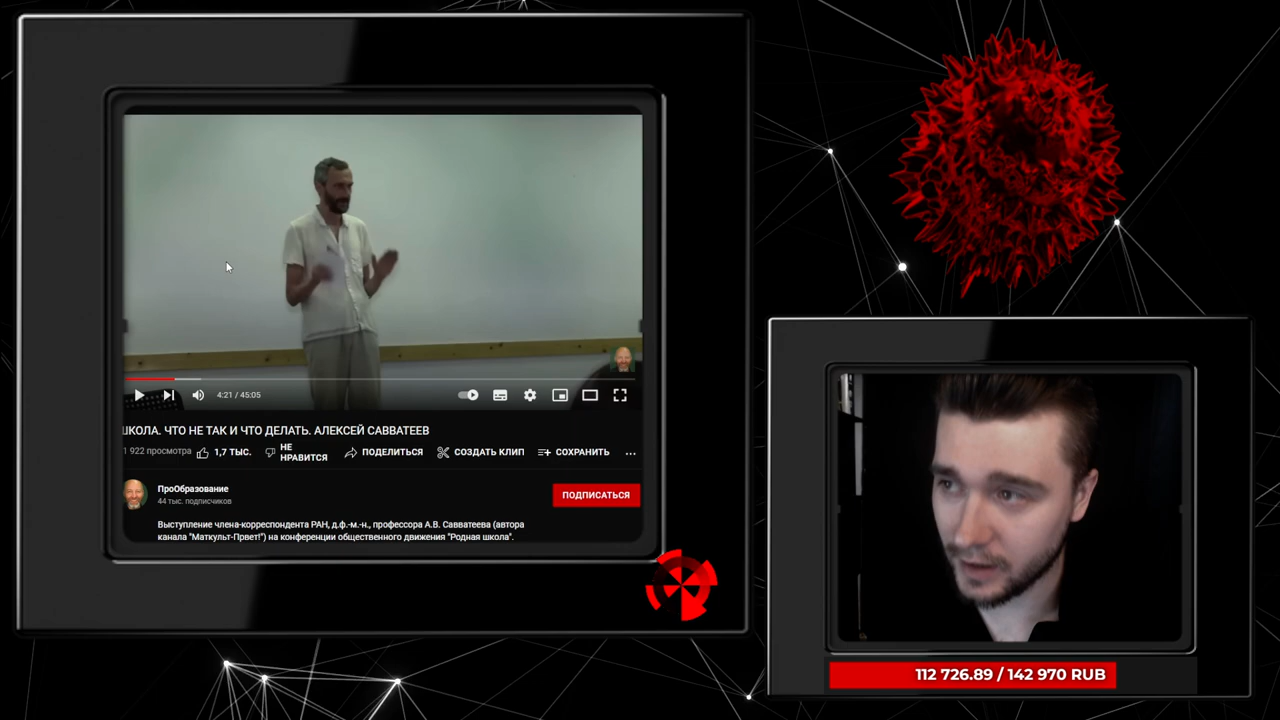 4:21 / 45:05
ШКОЛА. ЧТО НЕ ТАК И ЧТО ДЕЛАТЬ. АЛЕКСЕЙ САВВАТЕЕВ
1 922 просмотра 1,7 ТЫС. НЕ НРАВИТСЯ ПОДЕЛИТЬСЯ СОЗДАТЬ КЛИП СОХРАНИТЬ ...
ПроОбразование
44 тыс. подписчиков
ПОДПИСАТЬСЯ
Выступление члена-корреспондента РАН, д.ф.-м.-н., профессора А.В. Савватеева (автора
канала "Маткульт-Првет!") на конференции общественного движения "Родная школа".
112 726.89 / 142 970 RUB